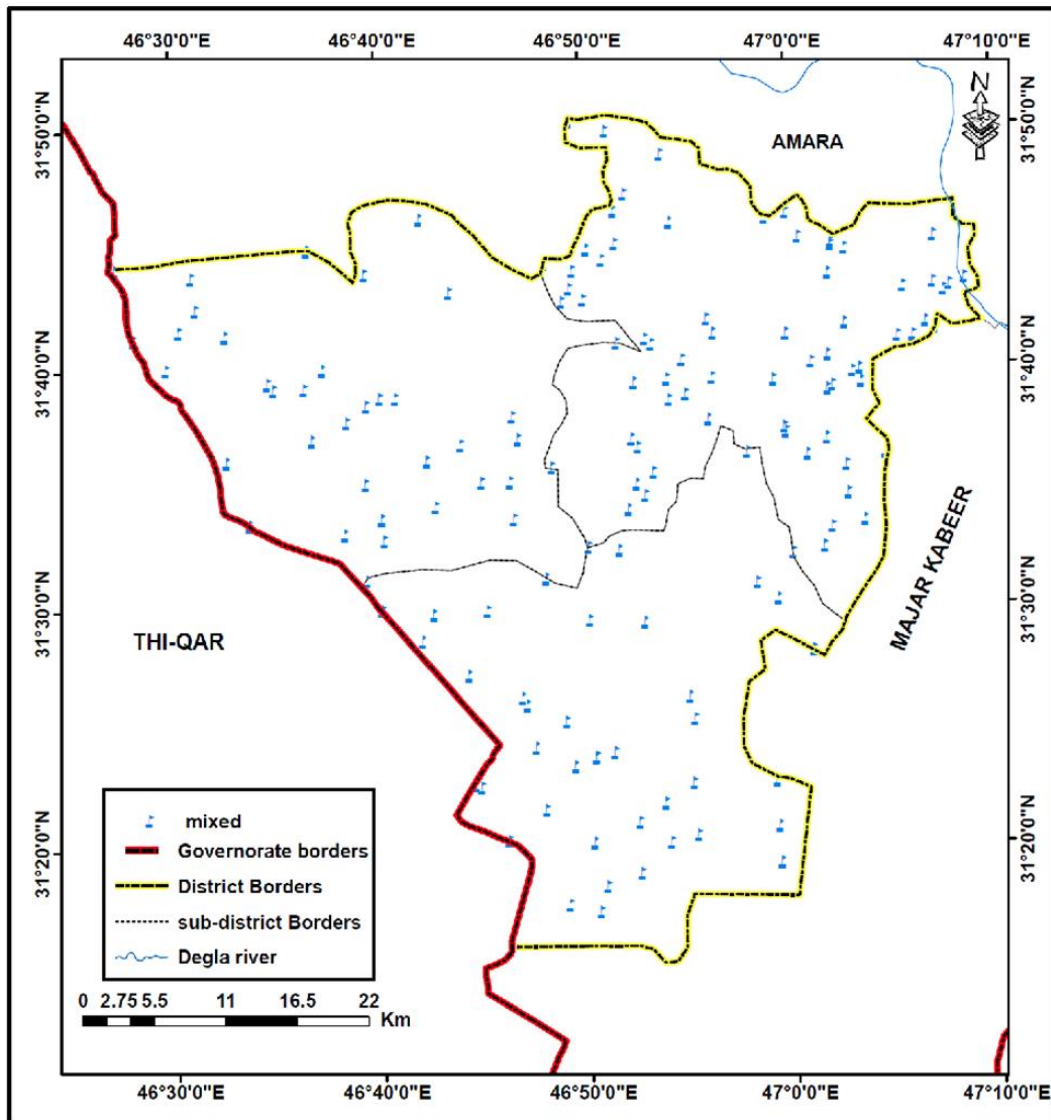 46°30'0"E 46°40'0"E 46°50'0"E 47°0'0"E 47°10'0"E
N
31°50'0"N
31°50'0"N
AMARA
31°40'0"N
31°40'0"N
MAJAR KABEER
31°30'0"N
31°30'0"N
THI-QAR
31°20'0"N
31°20'0"N
mixed
Governorate borders
District Borders
sub-district Borders
Degla river
0 2.75 5.5 11 16.5 22
Km
46°30'0"E 46°40'0"E 46°50'0"E 47°0'0"E 47°10'0"E